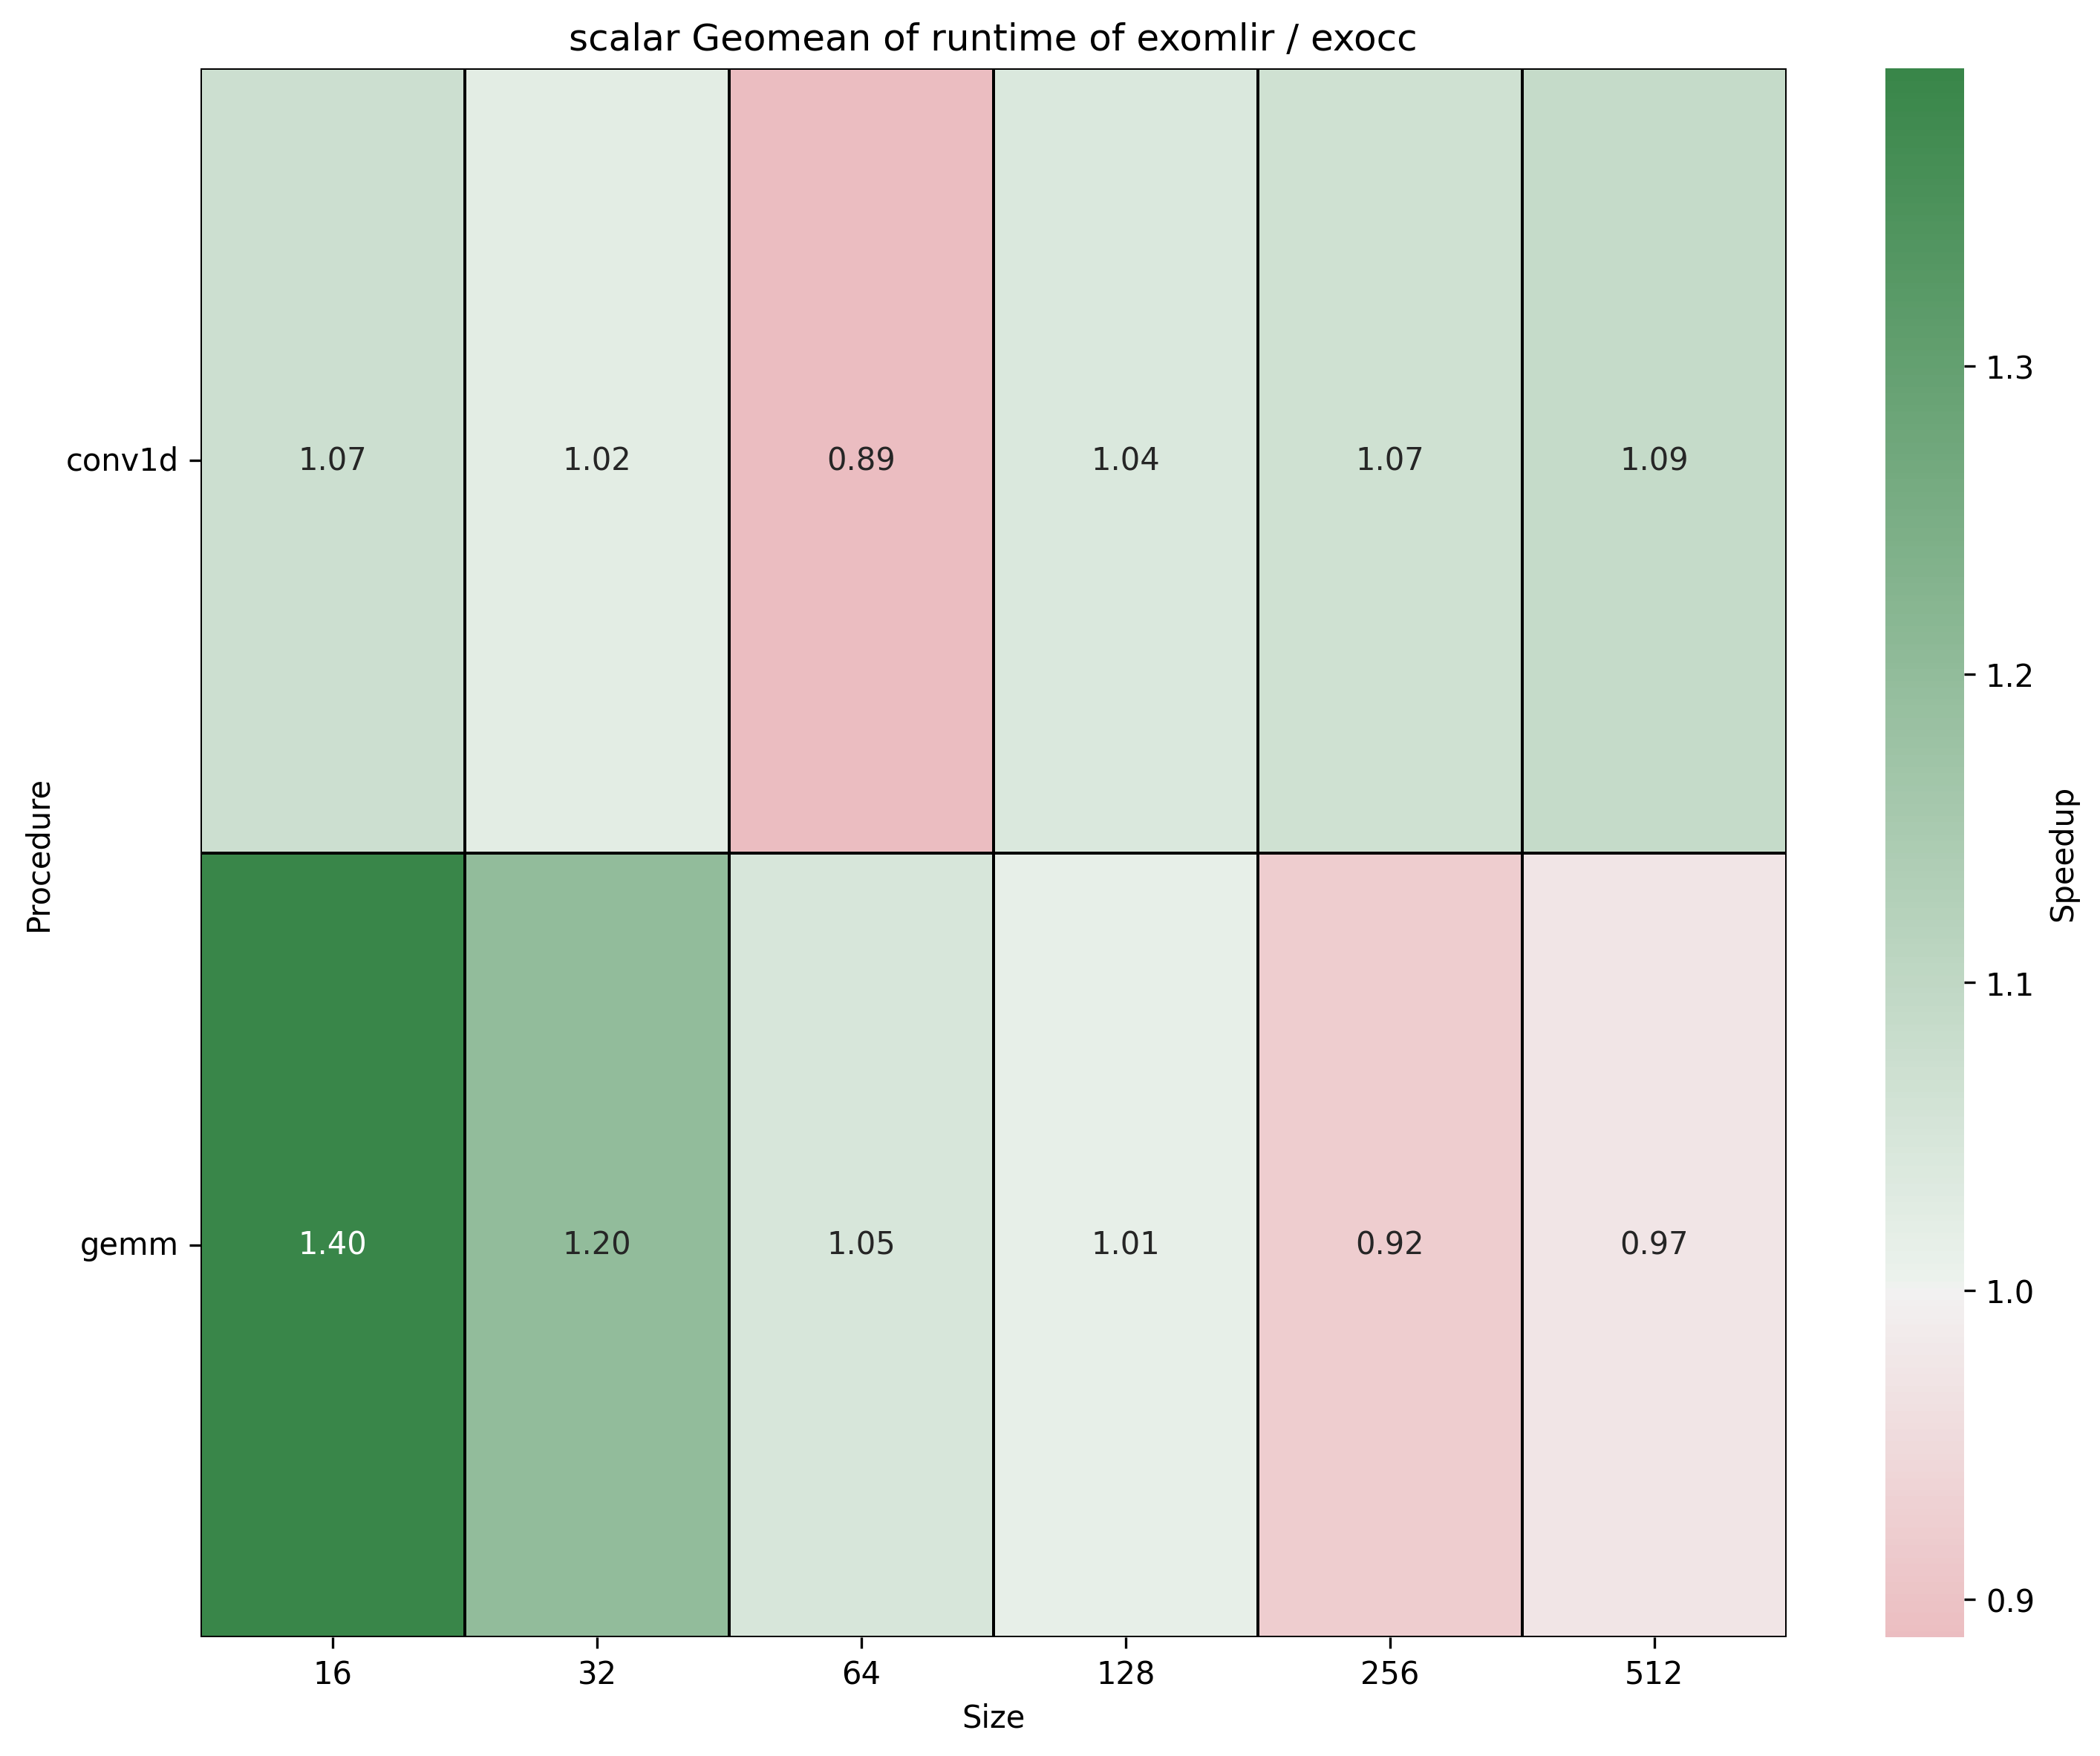 scalar Geomean of runtime of exomlir / exocc
Procedure
conv1d
1.07 1.02 0.89 1.04 1.07 1.09
gemm
1.40 1.20 1.05 1.01 0.92 0.97
16 32 64 128 256 512
Size
1.3
1.2
1.1
1.0
0.9
Speedup